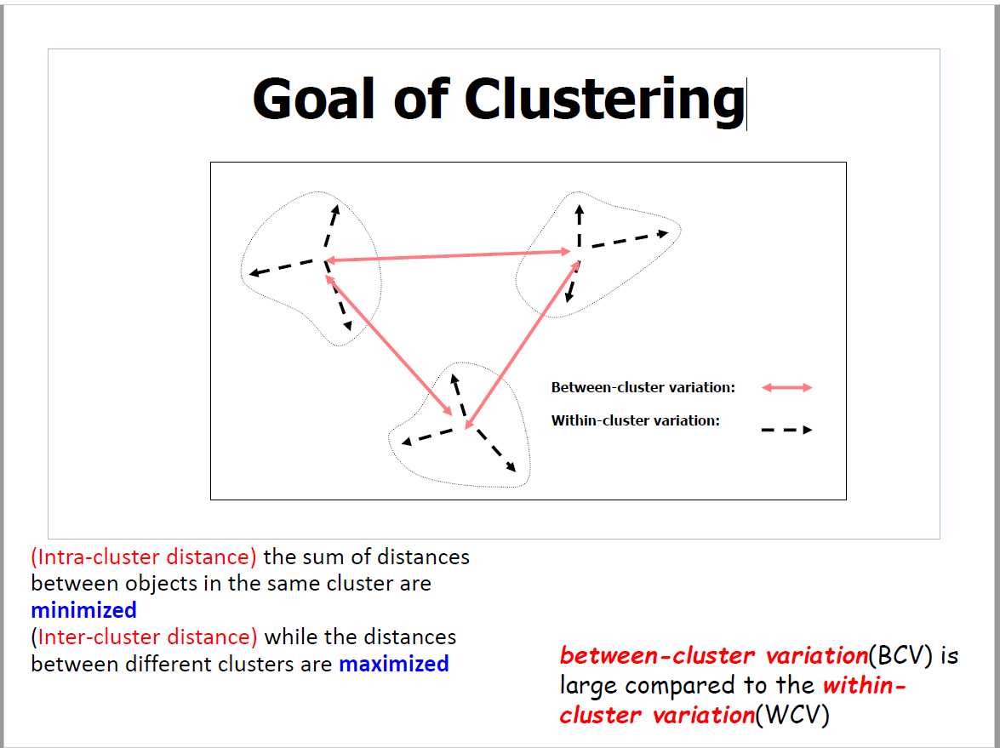 Goal of Clustering
Between-cluster variation:
Within-cluster variation:
(Intra-cluster distance) the sum of distances
between objects in the same cluster are
minimized
(Inter-cluster distance) while the distances
between different clusters are maximized
between-cluster variation(BCV) is
large compared to the within-
cluster variation(WCV)